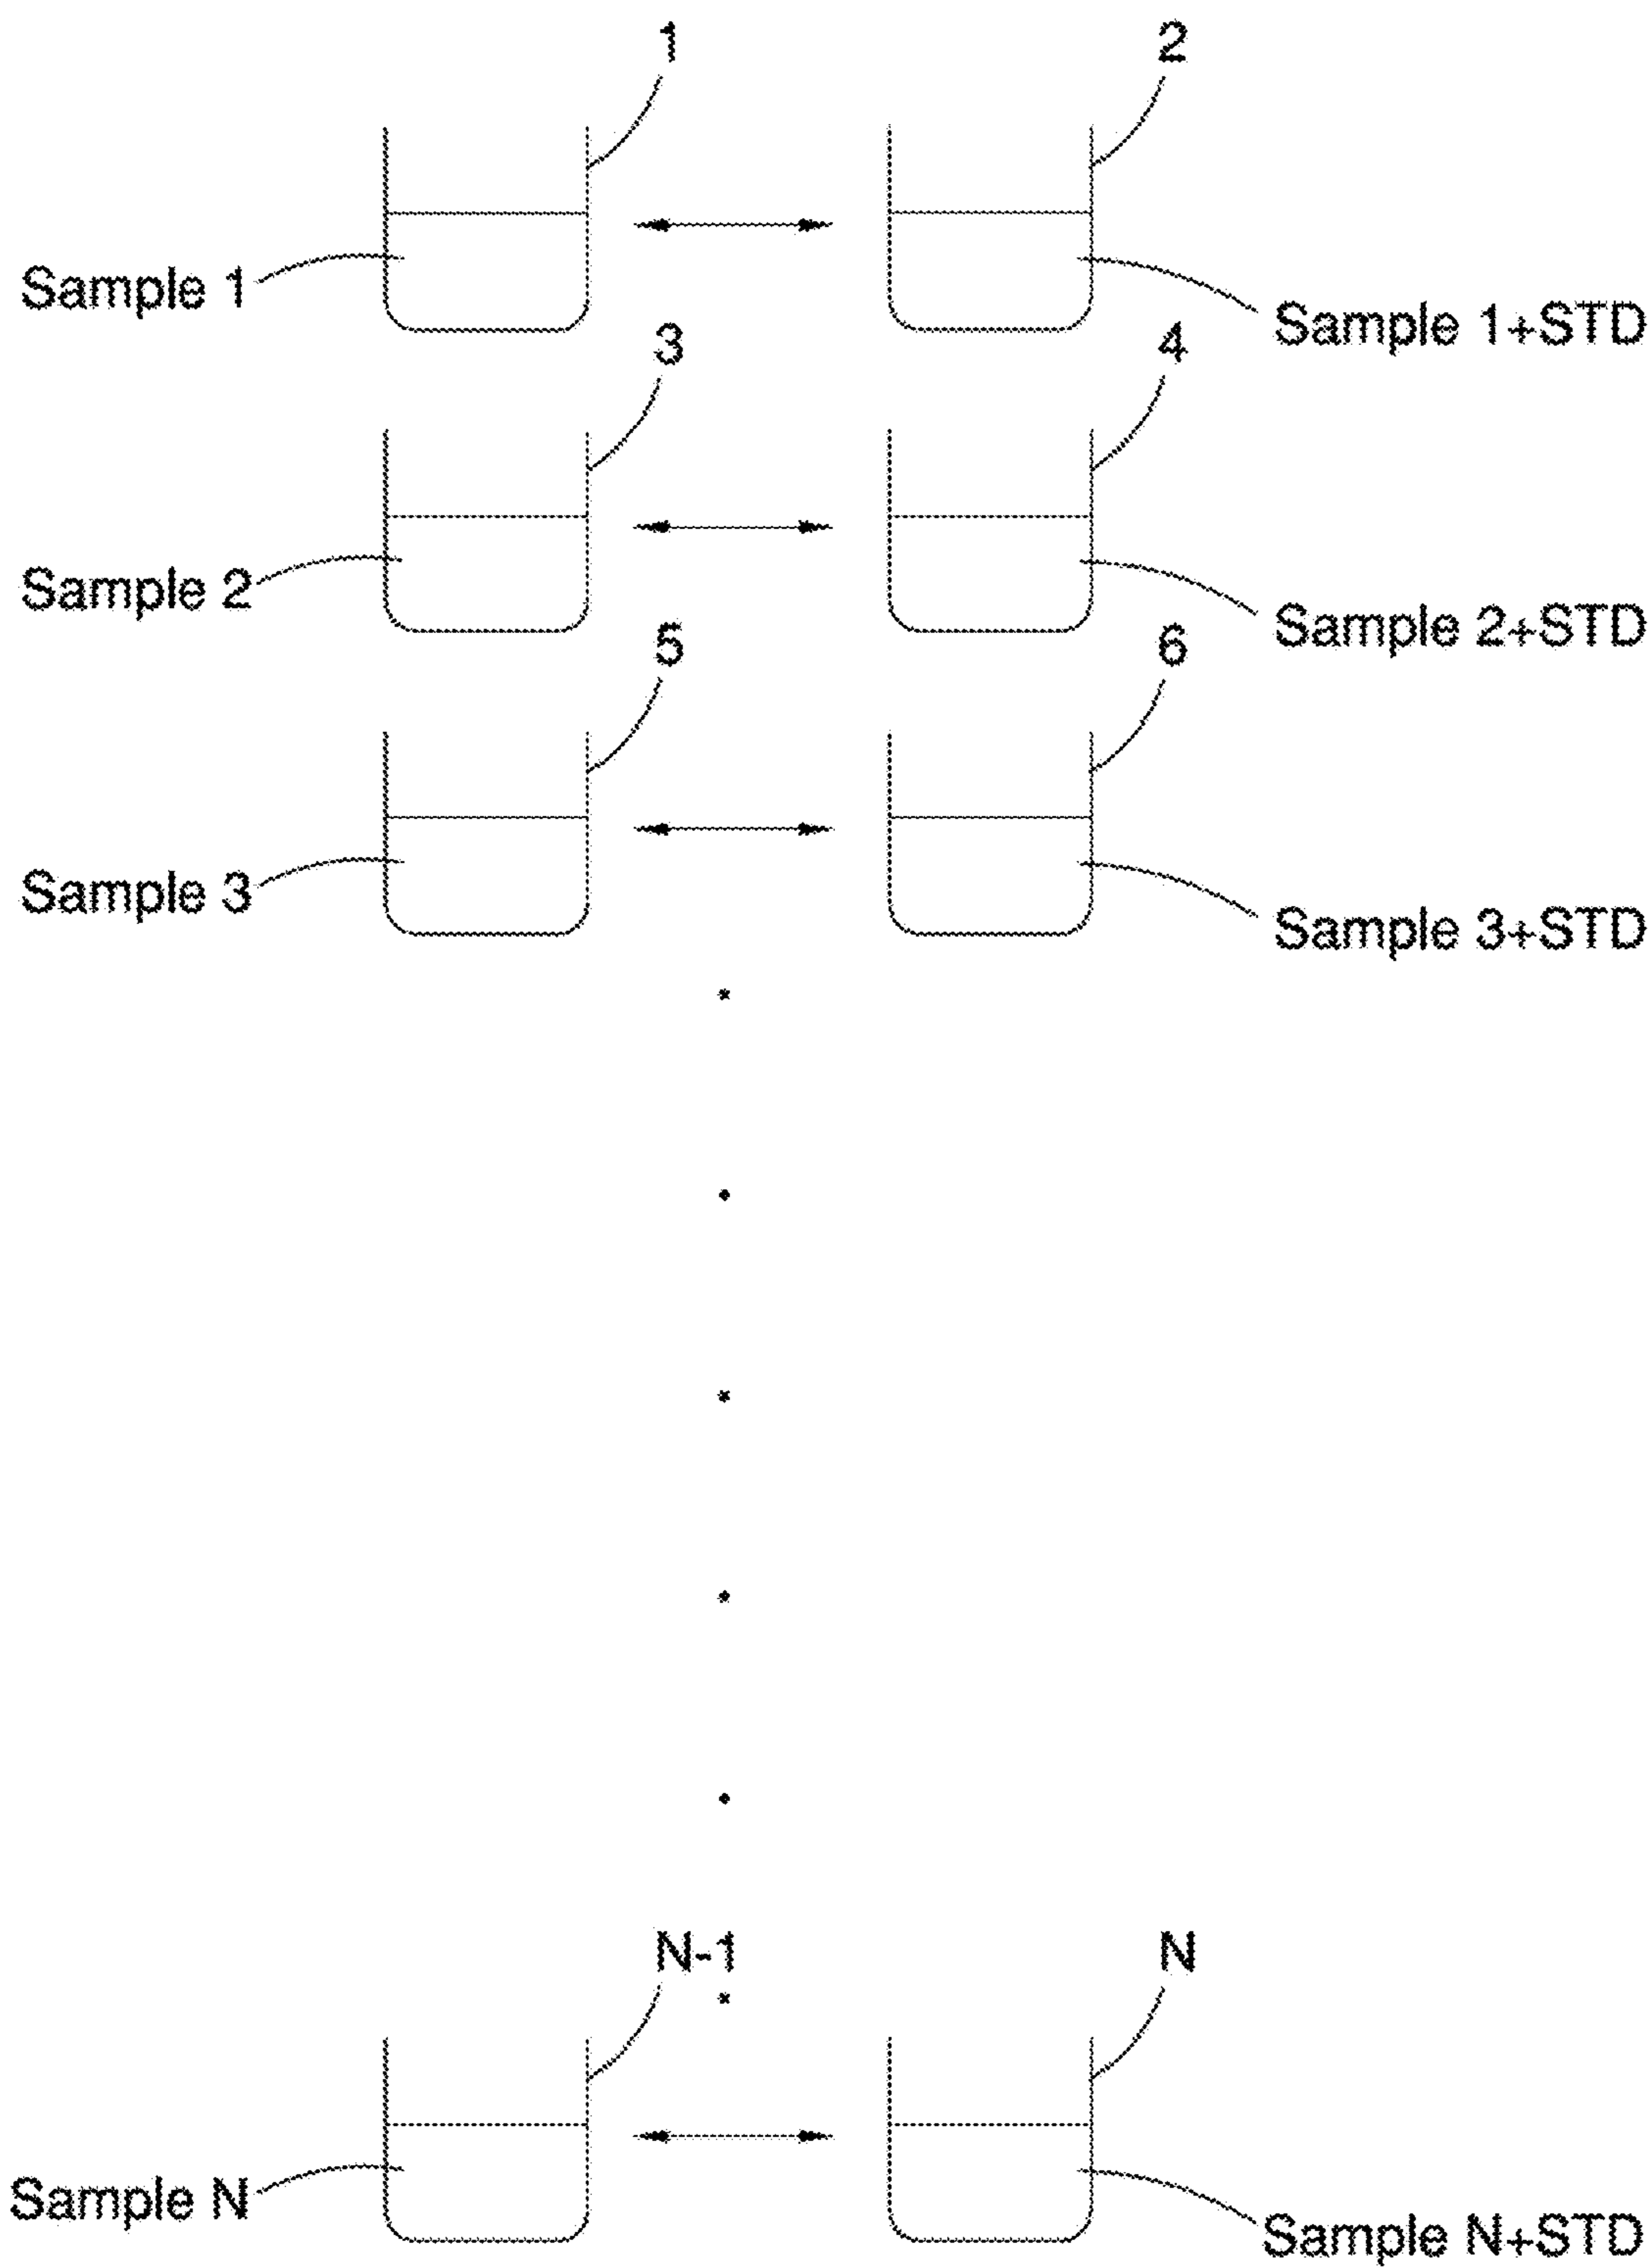 1
2
Sample 1
Sample 1+STD
3
4
Sample 2
Sample 2+STD
5
6
Sample 3
Sample 3+STD
N-1
N
Sample N
Sample N+STD